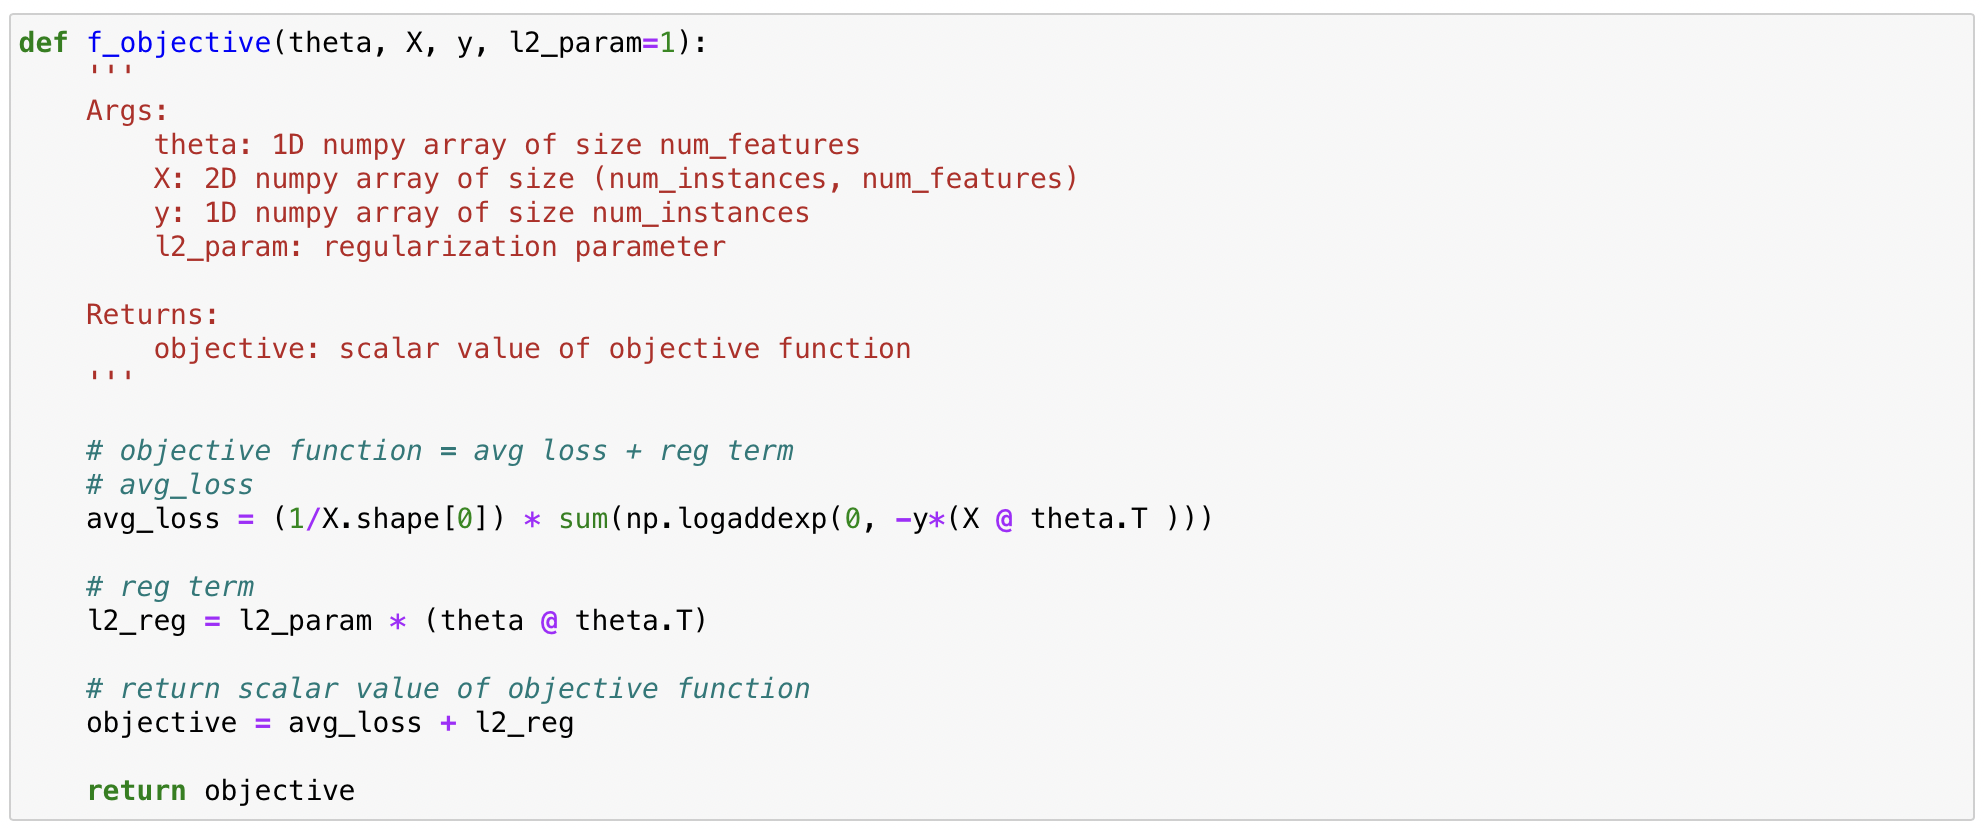 def f_objective(theta, X, y, l2_param=1):
    '''
    Args:
        theta: 1D numpy array of size num_features
        X: 2D numpy array of size (num_instances, num_features)
        y: 1D numpy array of size num_instances
        l2_param: regularization parameter

    Returns:
        objective: scalar value of objective function
    '''

    # objective function = avg loss + reg term
    # avg_loss
    avg_loss = (1/X.shape[0]) * sum(np.logaddexp(0, -y*(X @ theta.T )))

    # reg term
    l2_reg = l2_param * (theta @ theta.T)

    # return scalar value of objective function
    objective = avg_loss + l2_reg

    return objective